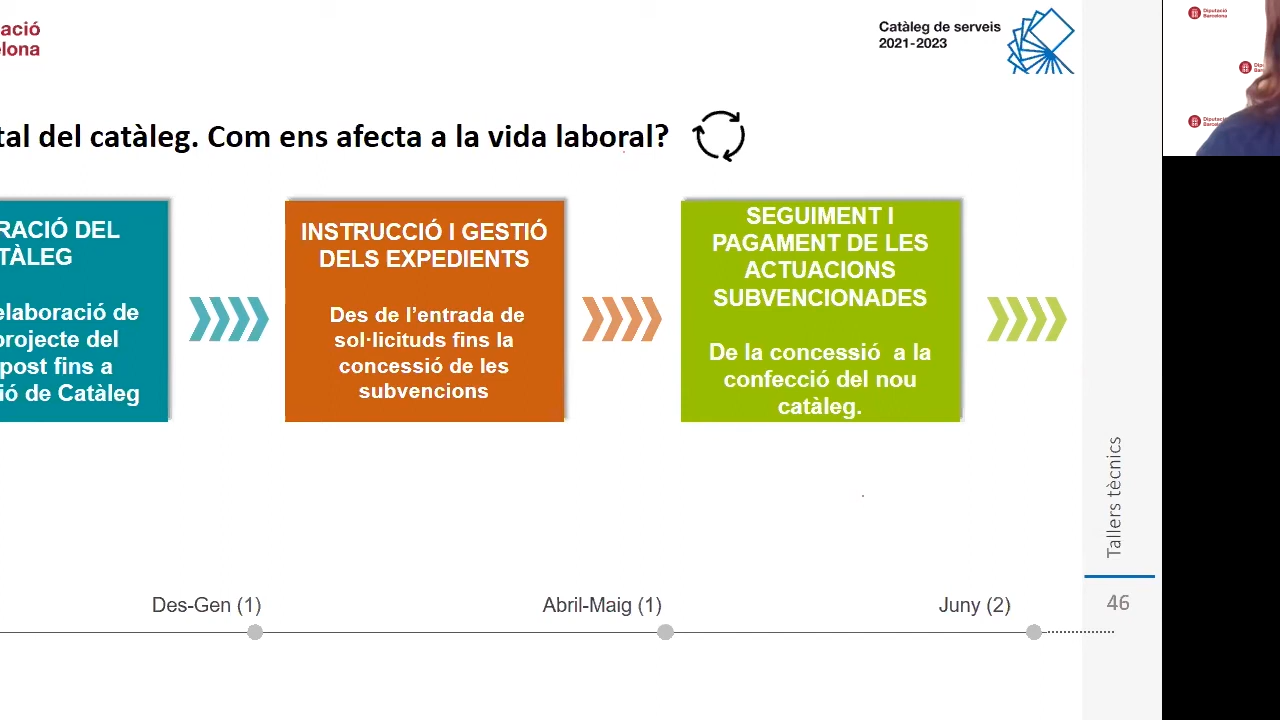 ació
elona
Catàleg de serveis
2021-2023
Diputació
Barcelona
tal del catàleg. Com ens afecta a la vida laboral?
RACIÓ DEL
TÀLEG
elaboració de
projecte del
post fins a
ió de Catàleg
INSTRUCCIÓ I GESTIÓ
DELS EXPEDIENTS
Des de l’entrada de
sol·licituds fins la
concessió de les
subvencions
SEGUIMENT I
PAGAMENT DE LES
ACTUACIONS
SUBVENCIONADES
De la concessió a la
confecció del nou
catàleg.
Tallers tècnics
46
Des-Gen (1)
Abril-Maig (1)
Juny (2)